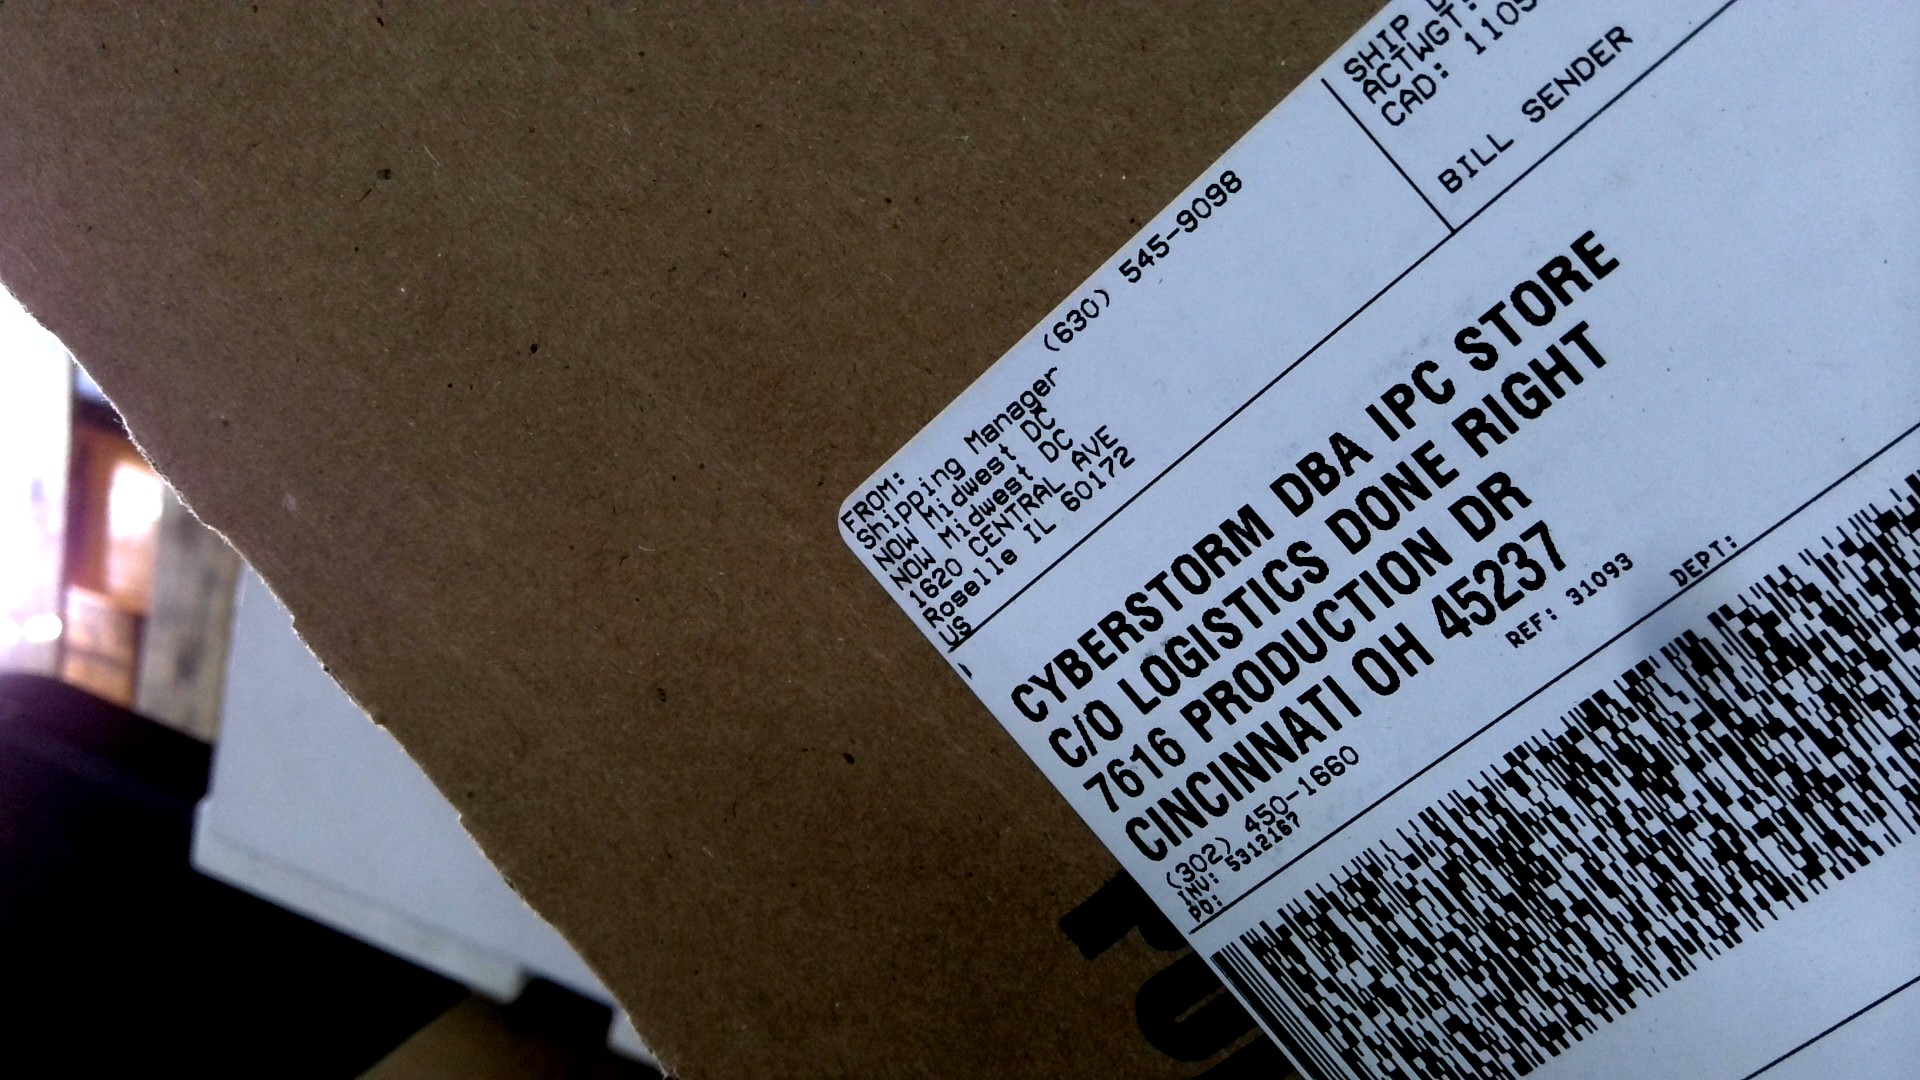 FROM:
Shipping Manager (630) 545-9098
NOW Midwest DC
NOW Midwest DC
1620 CENTRAL AVE
Roselle IL 60172
US
SHIP
ACTWGT:
CAD: 1105
BILL SENDER
CYBERSTORM DBA IPC STORE
C/O LOGISTICS DONE RIGHT
7616 PRODUCTION DR
CINCINNATI OH 45237
(302) 450-1660
REF: 31093
INV: 5312167
PO:
DEPT: